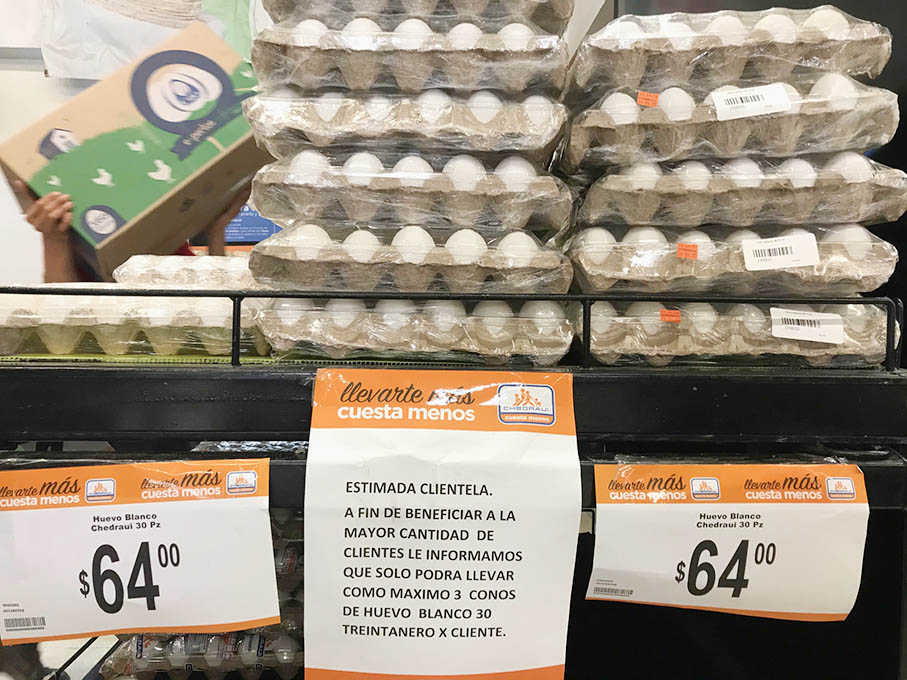 llevarte más
cuesta menos
CHEDRAUI
cuesta menos
ESTIMADA CLIENTELA.
A FIN DE BENEFICIAR A LA
MAYOR CANTIDAD DE
CLIENTES LE INFORMAMOS
QUE SOLO PODRA LLEVAR
COMO MAXIMO 3 CONOS
DE HUEVO BLANCO 30
TREINTANERO X CLIENTE.
llevarte más
cuesta menos
llevarte más
cuesta menos
Huevo Blanco
Chedraui 30 Pz
$64.00
llevarte más
cuesta menos
llevarte más
cuesta menos
Huevo Blanco
Chedraui 30 Pz
$64.00